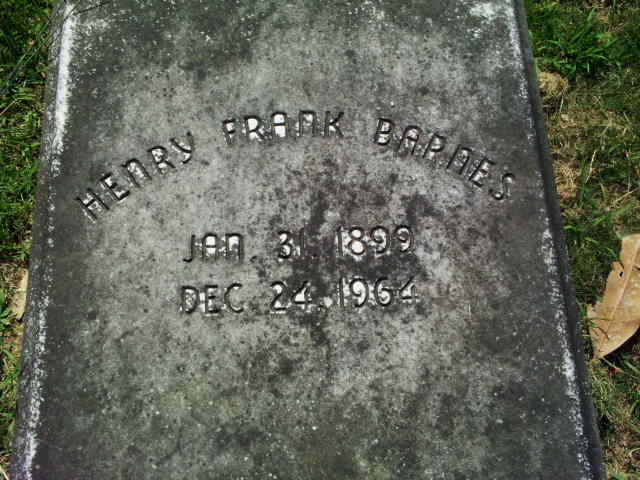 HENRY FRANK BARNES
JAN. 31, 1899
DEC 24, 1964